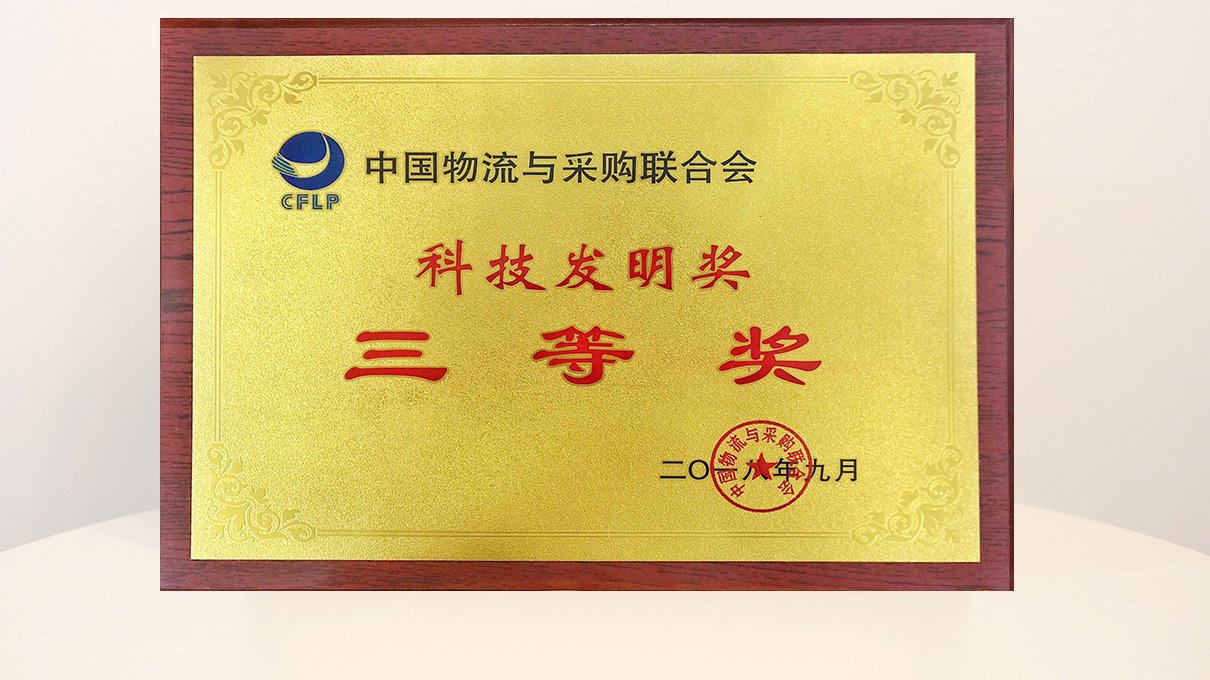 中国物流与采购联合会
CFLP
科技发明奖
三等奖
二〇一八年九月
中国物流与采购联合会